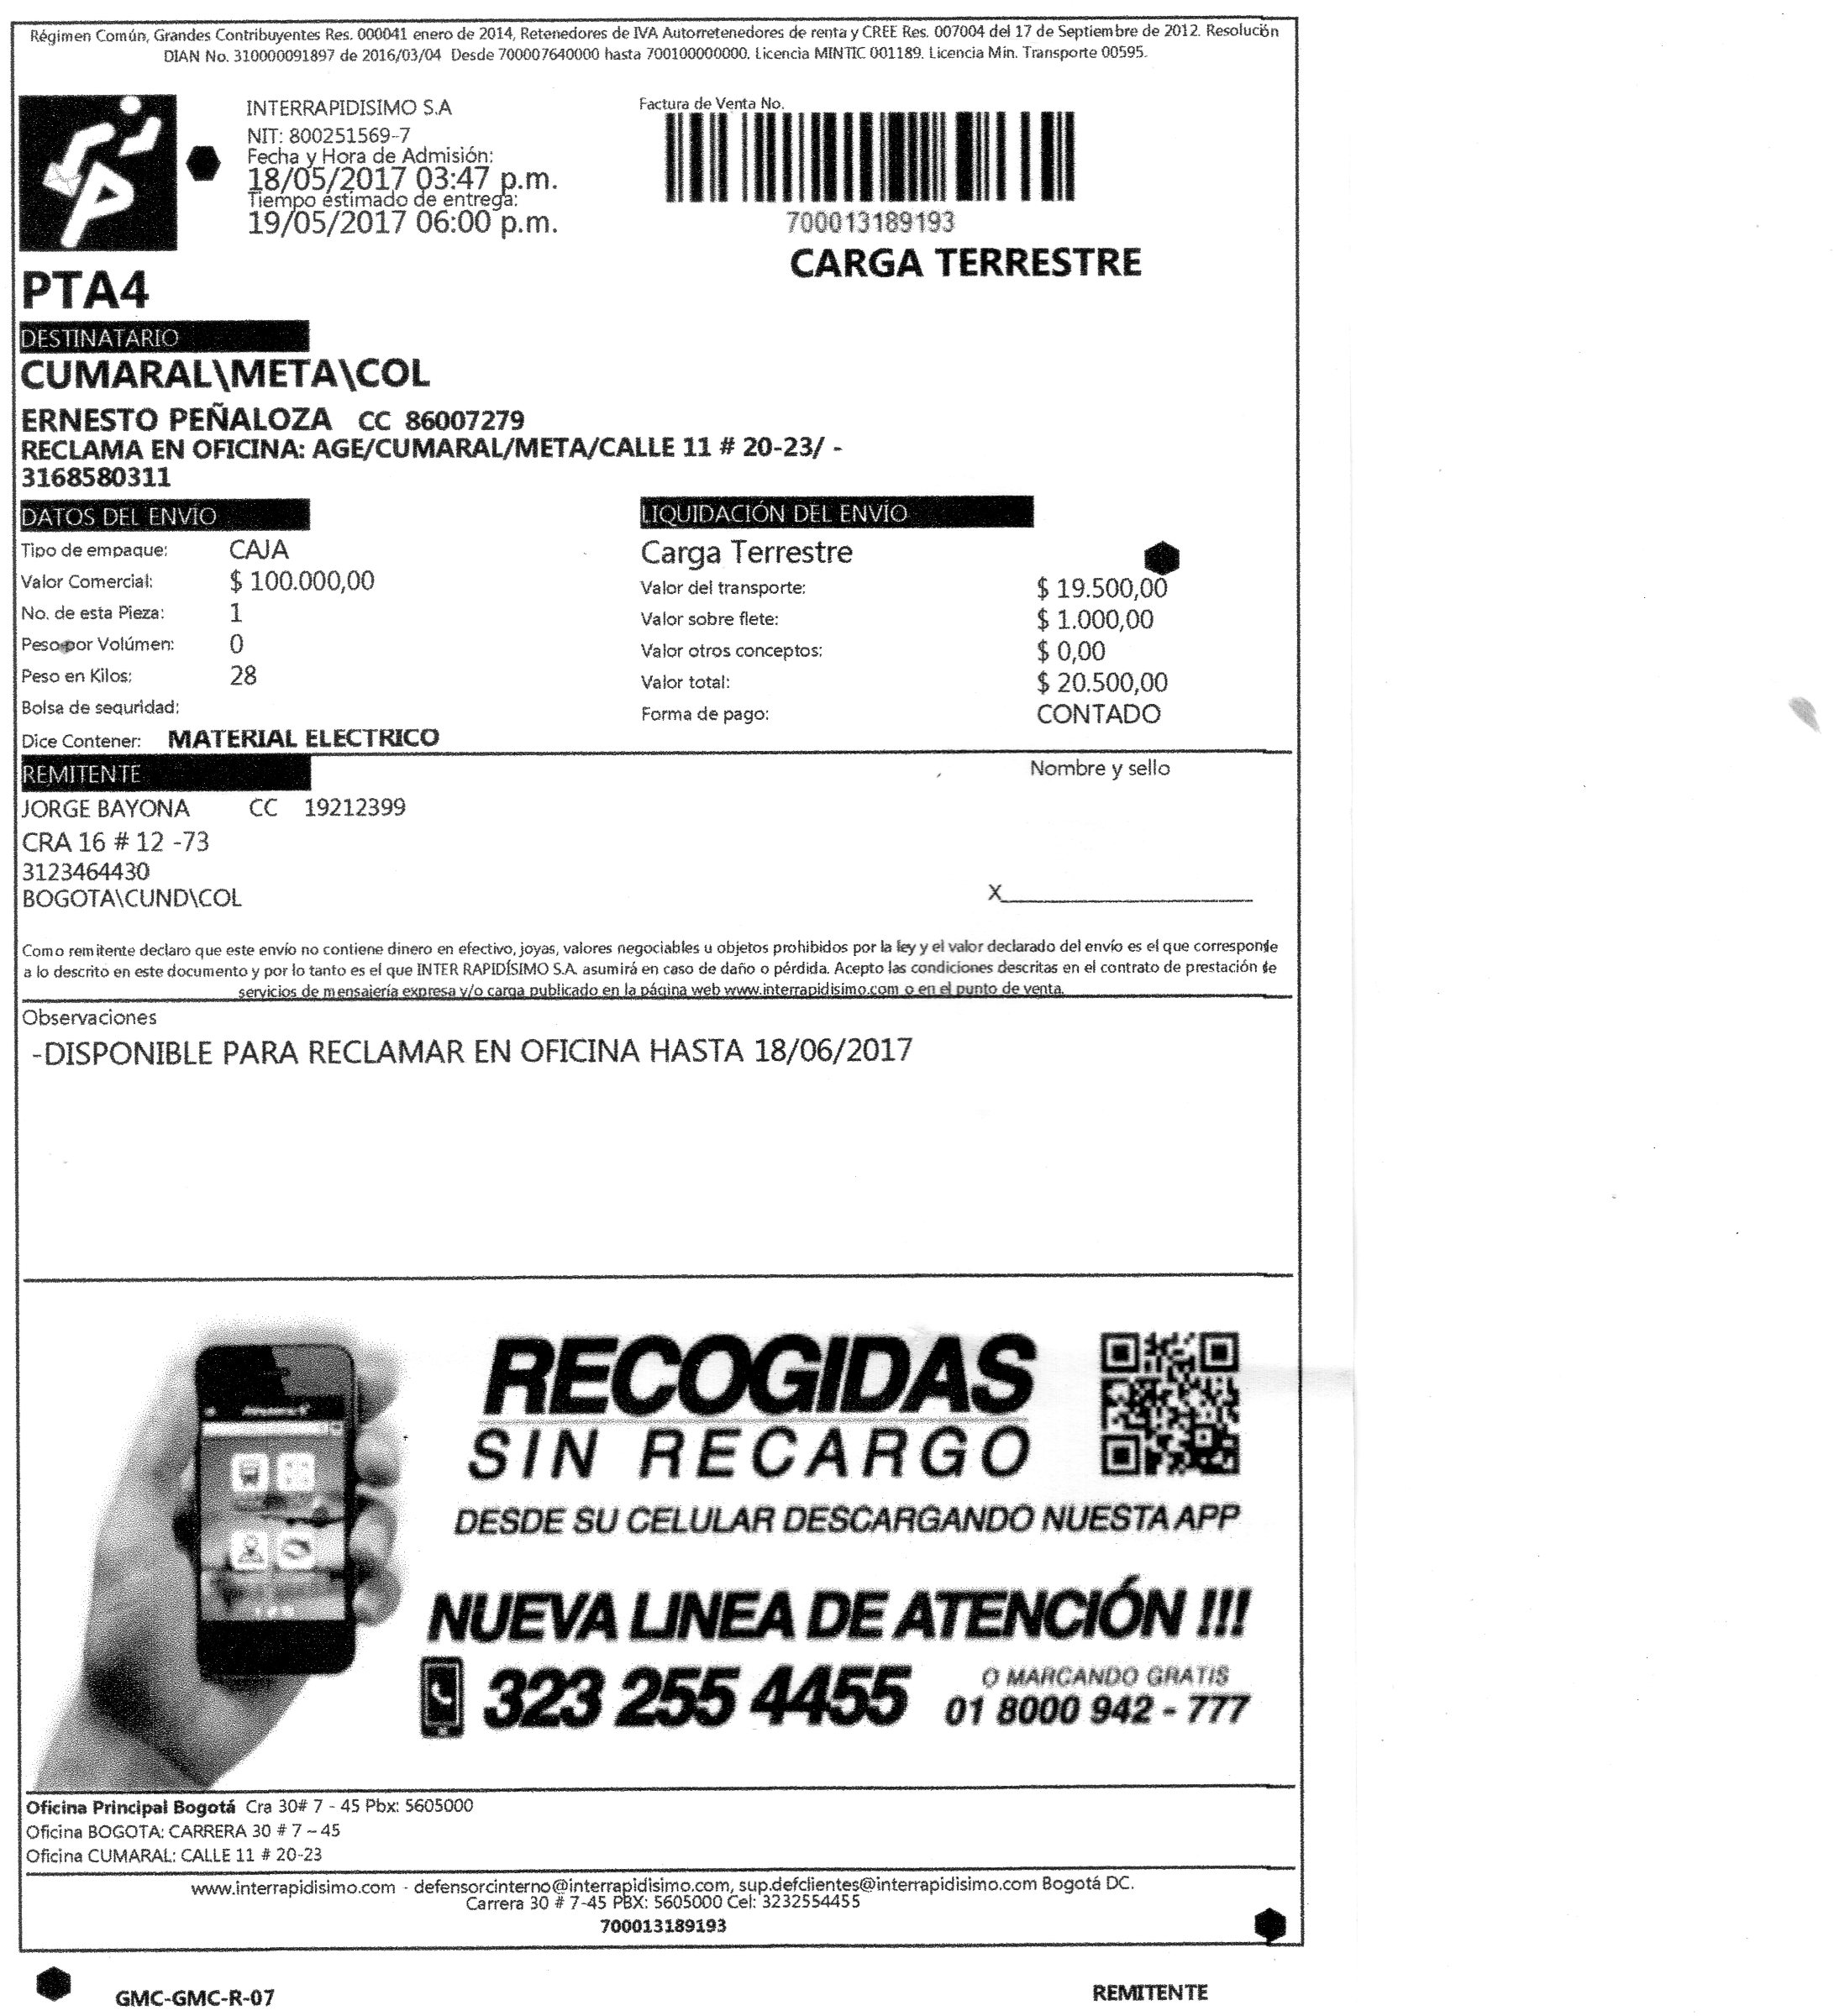 Régimen Común, Grandes Contribuyentes Res. 000041 enero de 2014, Retenedores de IVA Autorretenedores de renta y CREE Res. 007004 del 17 de Septiembre de 2012. Resolución
DIAN No. 310000091897 de 2016/03/04 Desde 700007640000 hasta 700100000000. Licencia MINTIC 001189. Licencia Min. Transporte 00595.
INTERRAPIDISIMO S.A
NIT: 800251569-7
Fecha y Hora de Admisión:
18/05/2017 03:47 p.m.
Tiempo estimado de entrega:
19/05/2017 06:00 p.m.
Factura de Venta No.
700013189193
CARGA TERRESTRE
PTA4
DESTINATARIO
CUMARAL\META\COL
ERNESTO PEÑALOZA CC 86007279
RECLAMA EN OFICINA: AGE/CUMARAL/META/CALLE 11 # 20-23/ -
3168580311
DATOS DEL ENVÍO
Tipo de empaque: CAJA
Valor Comercial: $ 100.000,00
No. de esta Pieza: 1
Peso por Volúmen: 0
Peso en Kilos: 28
Bolsa de seguridad:
Dice Contener: MATERIAL ELECTRICO
LIQUIDACIÓN DEL ENVÍO
Carga Terrestre
Valor del transporte: $ 19.500,00
Valor sobre flete: $ 1.000,00
Valor otros conceptos: $ 0,00
Valor total: $ 20.500,00
Forma de pago: CONTADO
REMITENTE
JORGE BAYONA CC 19212399
CRA 16 # 12 -73
3123464430
BOGOTA\CUND\COL
Nombre y sello
X
Como remitente declaro que este envío no contiene dinero en efectivo, joyas, valores negociables u objetos prohibidos por la ley y el valor declarado del envío es el que corresponde
a lo descrito en este documento y por lo tanto es el que INTER RAPIDÍSIMO S.A. asumirá en caso de daño o pérdida. Acepto las condiciones descritas en el contrato de prestación de
servicios de mensajería expresa y/o carga publicado en la página web www.interrapidisimo.com o en el punto de venta.
Observaciones
-DISPONIBLE PARA RECLAMAR EN OFICINA HASTA 18/06/2017
RECOGIDAS
SIN RECARGO
DESDE SU CELULAR DESCARGANDO NUESTA APP
NUEVA LINEA DE ATENCIÓN !!!
323 255 4455
O MARCANDO GRATIS
01 8000 942 - 777
Oficina Principal Bogotá Cra 30# 7 - 45 Pbx: 5605000
Oficina BOGOTA: CARRERA 30 # 7 – 45
Oficina CUMARAL: CALLE 11 # 20-23
www.interrapidisimo.com - defensorcinterno@interrapidisimo.com, sup.defclientes@interrapidisimo.com Bogotá DC.
Carrera 30 # 7-45 PBX: 5605000 Cel: 3232554455
700013189193
GMC-GMC-R-07
REMITENTE